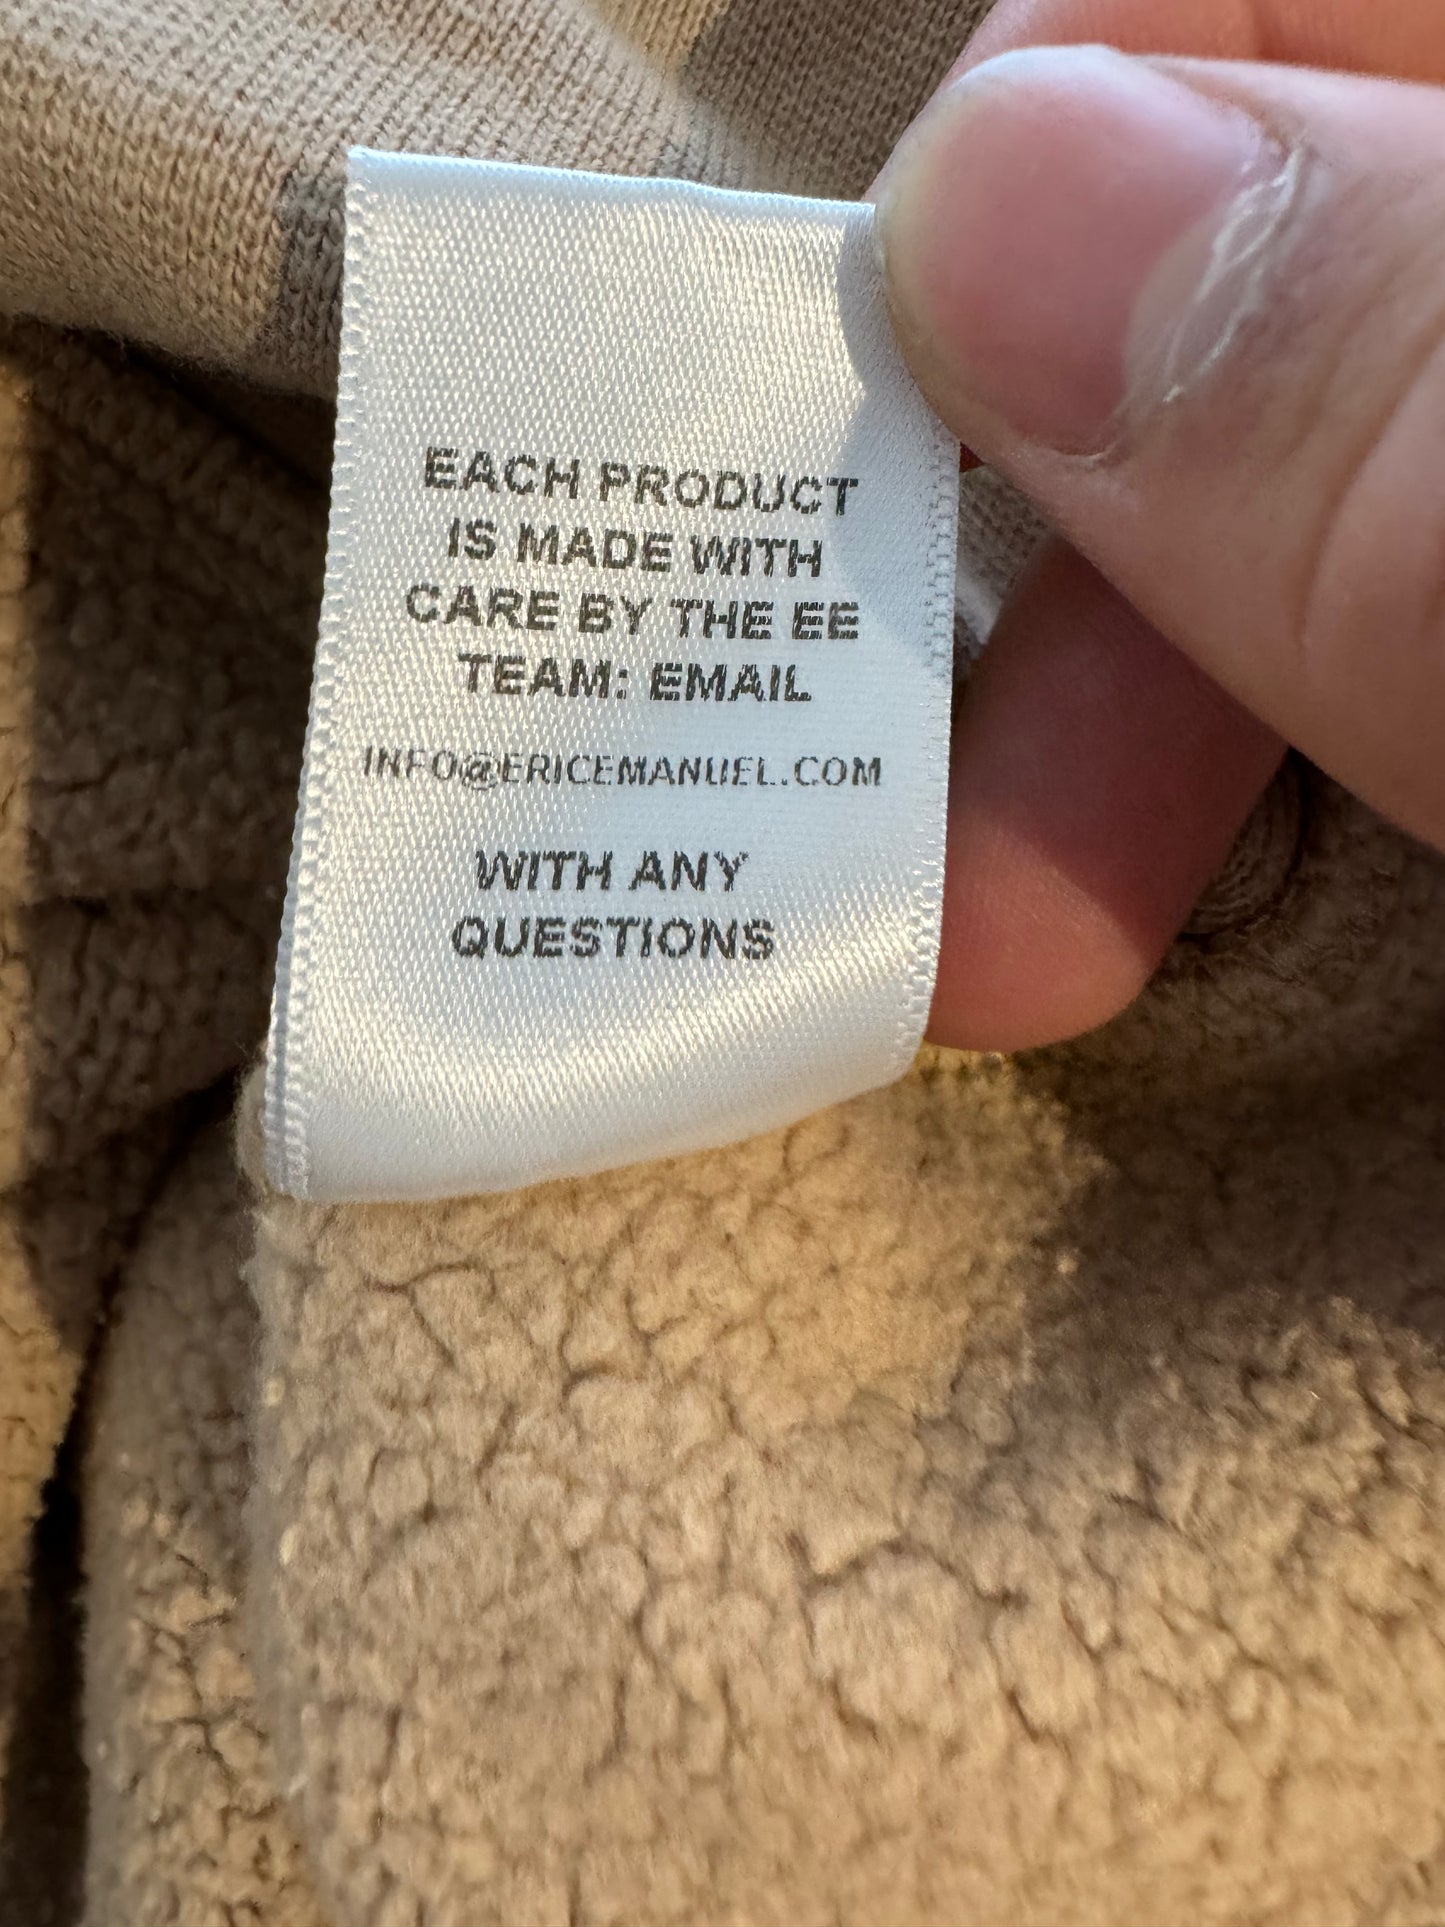 EACH PRODUCT
IS MADE WITH
CARE BY THE EE
TEAM: EMAIL
INFO@ERICEMANUEL.COM
WITH ANY
QUESTIONS